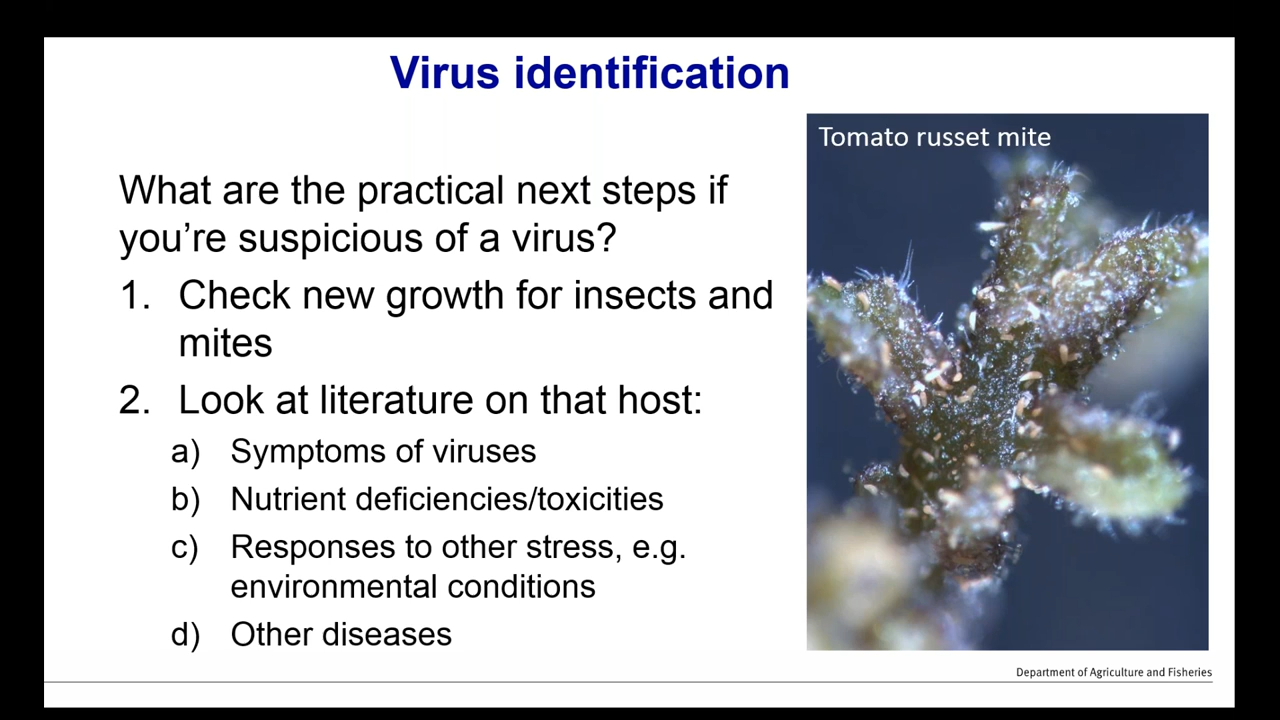 Virus identification
Tomato russet mite
What are the practical next steps if
you're suspicious of a virus?
1. Check new growth for insects and
mites
2. Look at literature on that host:
a) Symptoms of viruses
b) Nutrient deficiencies/toxicities
c) Responses to other stress, e.g.
environmental conditions
d) Other diseases
Department of Agriculture and Fisheries